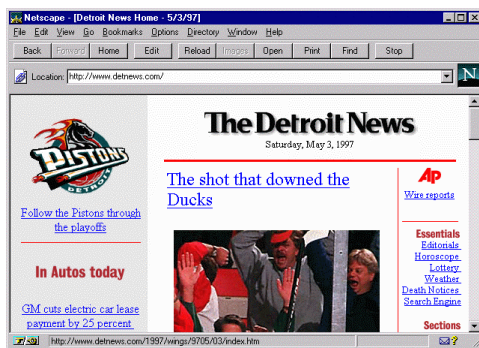 Netscape - [Detroit News Home - 5/3/97]
File Edit View Go Bookmarks Options Directory Window Help
Back Forward Home Edit Reload Images Open Print Find Stop
Location: http://www.detnews.com/
N
PISTONS
DETROIT
Follow the Pistons through
the playoffs
In Autos today
GM cuts electric car lease
payment by 25 percent
The Detroit News
Saturday, May 3, 1997
The shot that downed the
Ducks
AP
Wire reports
Essentials
Editorials
Horoscope
Lottery
Weather
Death Notices
Search Engine
Sections
http://www.detnews.com/1997/wings/9705/03/index.htm